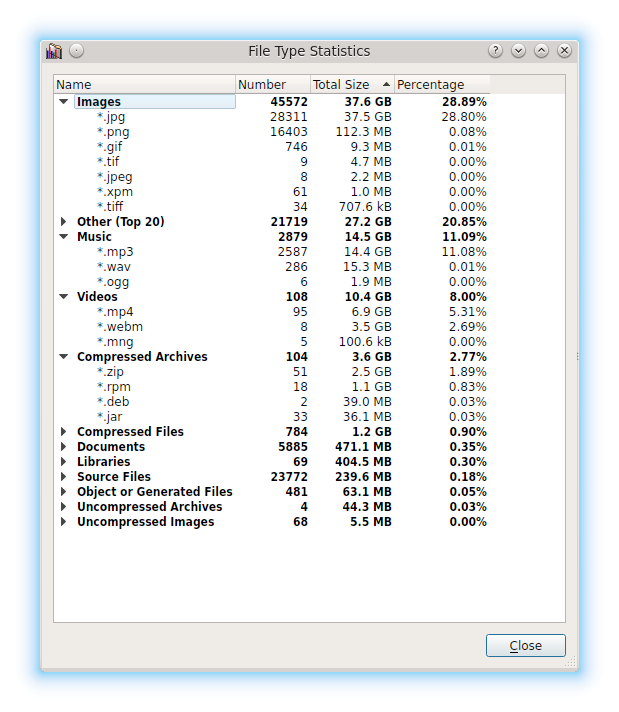 File Type Statistics
Name Number Total Size Percentage
Images 45572 37.6 GB 28.89%
*.jpg 28311 37.5 GB 28.80%
*.png 16403 112.3 MB 0.08%
*.gif 746 9.3 MB 0.01%
*.tif 9 4.7 MB 0.00%
*.jpeg 8 2.2 MB 0.00%
*.xpm 61 1.0 MB 0.00%
*.tiff 34 707.6 kB 0.00%
Other (Top 20) 21719 27.2 GB 20.85%
Music 2879 14.5 GB 11.09%
*.mp3 2587 14.4 GB 11.08%
*.wav 286 15.3 MB 0.01%
*.ogg 6 1.9 MB 0.00%
Videos 108 10.4 GB 8.00%
*.mp4 95 6.9 GB 5.31%
*.webm 8 3.5 GB 2.69%
*.mng 5 100.6 kB 0.00%
Compressed Archives 104 3.6 GB 2.77%
*.zip 51 2.5 GB 1.89%
*.rpm 18 1.1 GB 0.83%
*.deb 2 39.0 MB 0.03%
*.jar 33 36.1 MB 0.03%
Compressed Files 784 1.2 GB 0.90%
Documents 5885 471.1 MB 0.35%
Libraries 69 404.5 MB 0.30%
Source Files 23772 239.6 MB 0.18%
Object or Generated Files 481 63.1 MB 0.05%
Uncompressed Archives 4 44.3 MB 0.03%
Uncompressed Images 68 5.5 MB 0.00%
Close